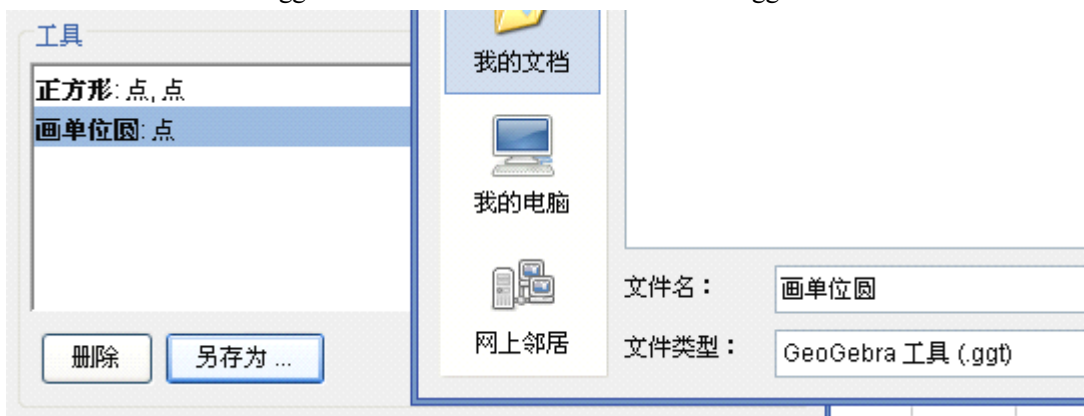 工具
正方形: 点, 点
画单位圆: 点
删除
另存为 ...
我的文档
我的电脑
网上邻居
文件名：
画单位圆
文件类型：
GeoGebra 工具 (.ggt)